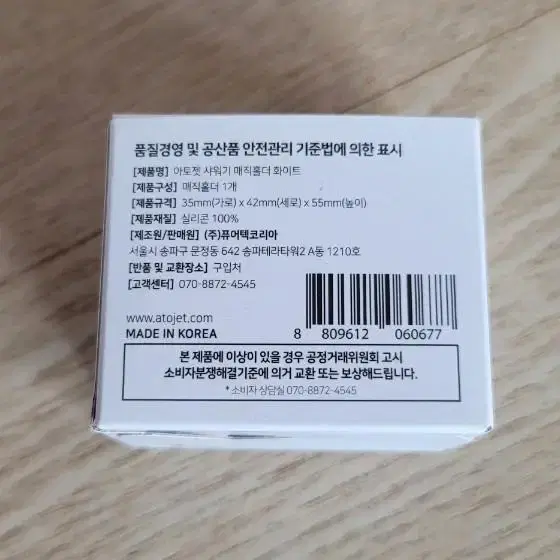 품질경영 및 공산품 안전관리 기준법에 의한 표시
[제품명] 아토젯 샤워기 매직홀더 화이트
[제품구성] 매직홀더 1개
[제품규격] 35mm(가로) x 42mm(세로) x 55mm(높이)
[제품재질] 실리콘 100%
[제조원/판매원] (주)퓨어텍코리아
서울시 송파구 문정동 642 송파테라타워2 A동 1210호
[반품 및 교환장소] 구입처
[고객센터] 070-8872-4545
www.atojet.com
MADE IN KOREA
8 809612 060677
본 제품에 이상이 있을 경우 공정거래위원회 고시
소비자분쟁해결기준에 의거 교환 또는 보상해드립니다.
* 소비자 상담실 070-8872-4545